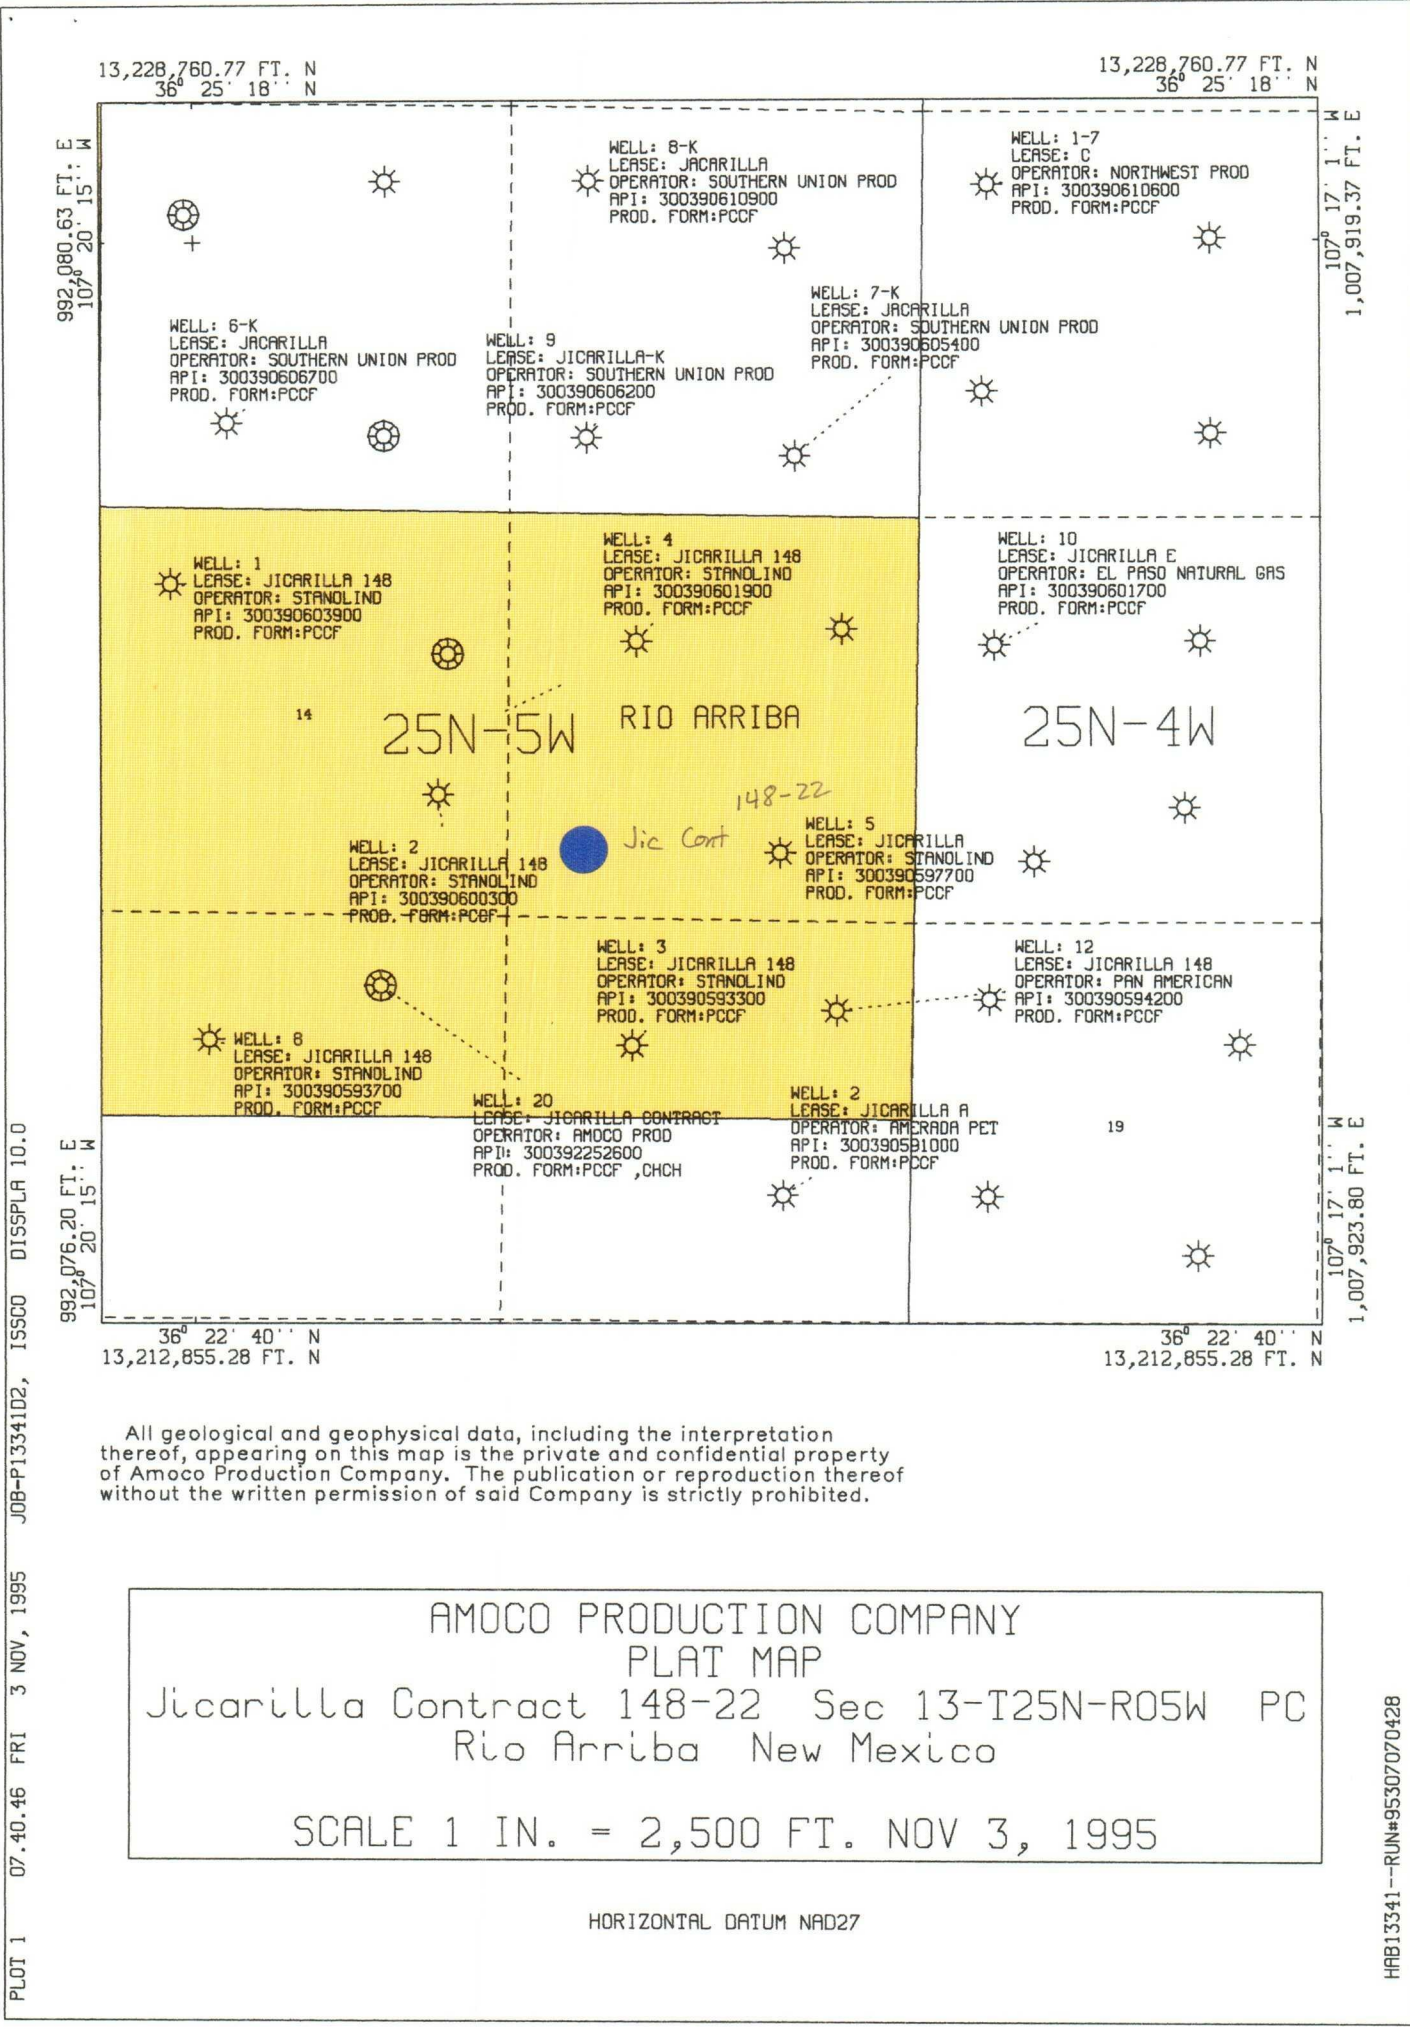 13,228,760.77 FT. N
36° 25' 18'' N
13,228,760.77 FT. N
36° 25' 18'' N
992,080.63 FT. E
107° 20' 15'' W
107° 17' 1'' W
1,007,919.37 FT. E
WELL: 8-K
LEASE: JACARILLA
OPERATOR: SOUTHERN UNION PROD
API: 300390610900
PROD. FORM:PCCF
WELL: 1-7
LEASE: C
OPERATOR: NORTHWEST PROD
API: 300390610600
PROD. FORM:PCCF
WELL: 7-K
LEASE: JACARILLA
OPERATOR: SOUTHERN UNION PROD
API: 300390605400
PROD. FORM:PCCF
WELL: 6-K
LEASE: JACARILLA
OPERATOR: SOUTHERN UNION PROD
API: 300390606700
PROD. FORM:PCCF
WELL: 9
LEASE: JICARILLA-K
OPERATOR: SOUTHERN UNION PROD
API: 300390606200
PROD. FORM:PCCF
WELL: 1
LEASE: JICARILLA 148
OPERATOR: STANOLIND
API: 300390603900
PROD. FORM:PCCF
WELL: 4
LEASE: JICARILLA 148
OPERATOR: STANOLIND
API: 300390601900
PROD. FORM:PCCF
WELL: 10
LEASE: JICARILLA E
OPERATOR: EL PASO NATURAL GAS
API: 300390601700
PROD. FORM:PCCF
14
25N-5W
RIO ARRIBA
25N-4W
148-22
Jic Cont
WELL: 5
LEASE: JICARILLA
OPERATOR: STANOLIND
API: 300390597700
PROD. FORM:PCCF
WELL: 2
LEASE: JICARILLA 148
OPERATOR: STANOLIND
API: 300390600300
PROD. FORM:PCCF
WELL: 3
LEASE: JICARILLA 148
OPERATOR: STANOLIND
API: 300390593300
PROD. FORM:PCCF
WELL: 12
LEASE: JICARILLA 148
OPERATOR: PAN AMERICAN
API: 300390594200
PROD. FORM:PCCF
WELL: 8
LEASE: JICARILLA 148
OPERATOR: STANOLIND
API: 300390593700
PROD. FORM:PCCF
WELL: 20
LEASE: JICARILLA CONTRACT
OPERATOR: AMOCO PROD
API: 300392252600
PROD. FORM:PCCF ,CHCH
WELL: 2
LEASE: JICARILLA A
OPERATOR: AMERADA PET
API: 300390591000
PROD. FORM:PCCF
19
992,076.20 FT. E
107° 20' 15'' W
107° 17' 1'' W
1,007,923.80 FT. E
36° 22' 40'' N
13,212,855.28 FT. N
36° 22' 40'' N
13,212,855.28 FT. N
All geological and geophysical data, including the interpretation
thereof, appearing on this map is the private and confidential property
of Amoco Production Company. The publication or reproduction thereof
without the written permission of said Company is strictly prohibited.
AMOCO PRODUCTION COMPANY
PLAT MAP
Jicarilla Contract 148-22 Sec 13-T25N-R05W PC
Rio Arriba New Mexico
SCALE 1 IN. = 2,500 FT. NOV 3, 1995
HORIZONTAL DATUM NAD27
PLOT 1 07.40.46 FRI 3 NOV, 1995 JOB-P13341D2, ISSCO DISSPLA 10.0
HAB13341--RUN#95307070428